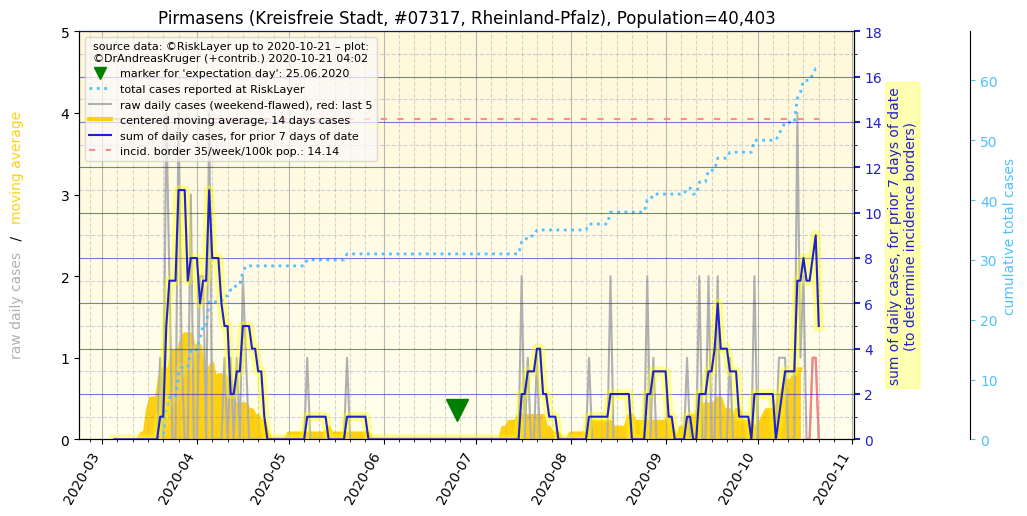 Pirmasens (Kreisfreie Stadt, #07317, Rheinland-Pfalz), Population=40,403
source data: ©RiskLayer up to 2020-10-21 – plot:
©DrAndreasKruger (+contrib.) 2020-10-21 04:02
marker for 'expectation day': 25.06.2020
total cases reported at RiskLayer
raw daily cases (weekend-flawed), red: last 5
centered moving average, 14 days cases
sum of daily cases, for prior 7 days of date
incid. border 35/week/100k pop.: 14.14
raw daily cases / moving average
5
4
3
2
1
0
2020-03
2020-04
2020-05
2020-06
2020-07
2020-08
2020-09
2020-10
2020-11
18
16
14
12
10
8
6
4
2
0
sum of daily cases, for prior 7 days of date
(to determine incidence borders)
60
50
40
30
20
10
0
cumulative total cases